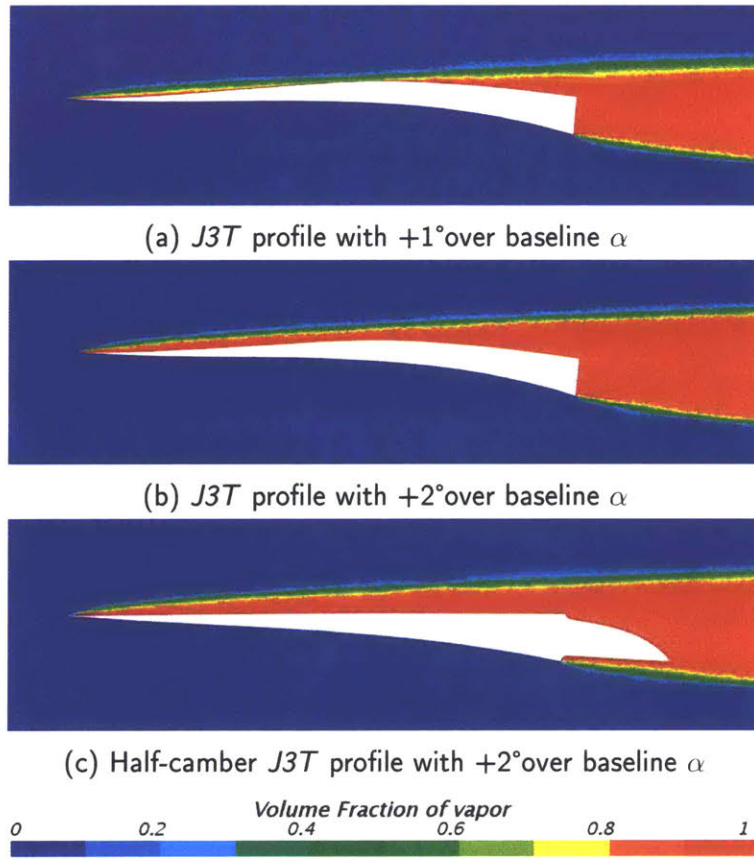 (a) J3T profile with +1°over baseline α
(b) J3T profile with +2°over baseline α
(c) Half-camber J3T profile with +2°over baseline α
Volume Fraction of vapor
0 0.2 0.4 0.6 0.8 1